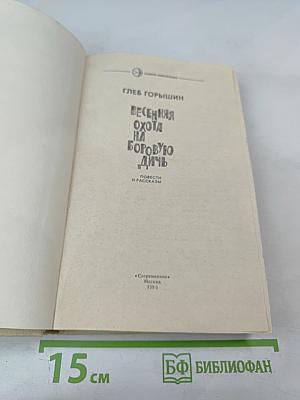 ГЛЕБ ГОРЫШИН
ВЕСЕННЯЯ
ОХОТА
НА
БОРОВУЮ
ДИЧЬ
ПОВЕСТИ
И РАССКАЗЫ
«Современник»
Москва
15 см
БФ БИБЛИОФАН